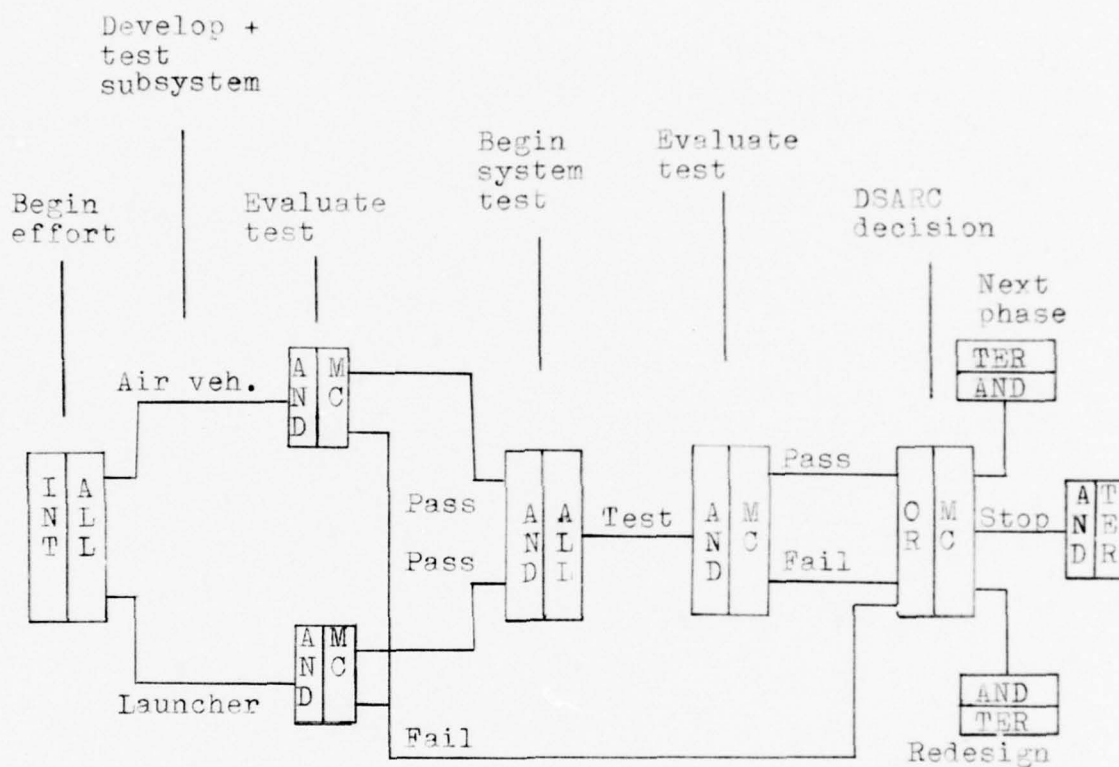 Develop +
test
subsystem
Begin
system
test
Evaluate
test
Begin
effort
Evaluate
test
DSARC
decision
Next
phase
TER
AND
Air veh.
AND
MC
INT
ALL
Pass
Pass
AND
ALL
Test
AND
MC
Pass
Fail
OR
MC
Stop
AND
TER
AND
MC
Launcher
Fail
AND
TER
Redesign